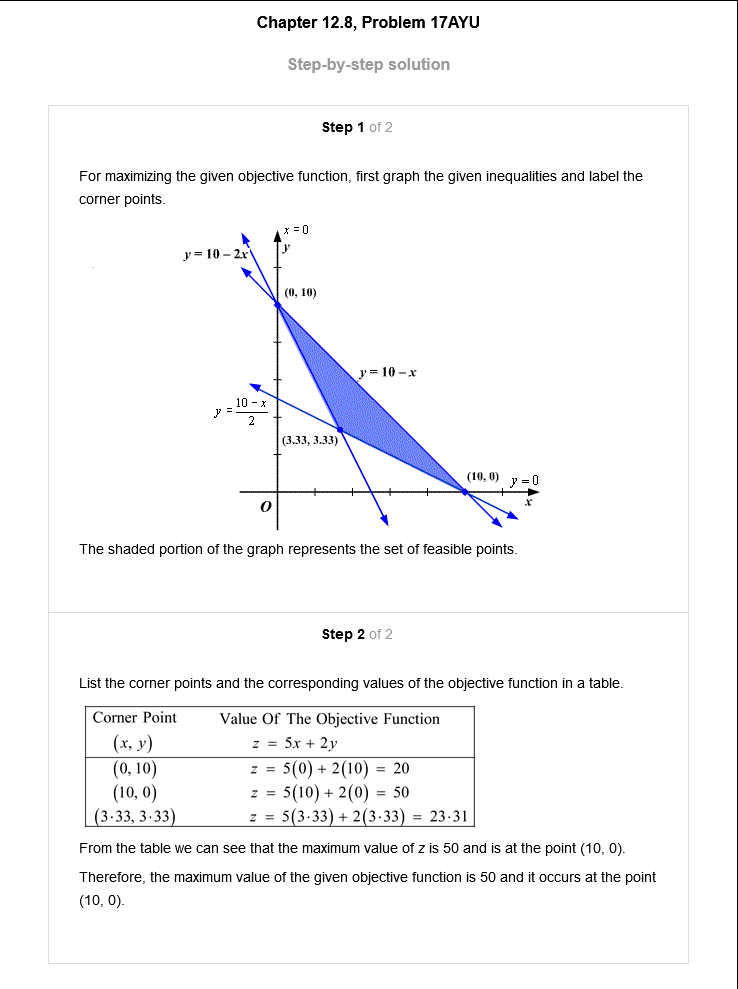 Chapter 12.8, Problem 17AYU
Step-by-step solution
Step 1 of 2
For maximizing the given objective function, first graph the given inequalities and label the
corner points.
x = 0
y
y = 10 – 2x
(0, 10)
y = 10 – x
y = \frac{10 - x}{2}
(3.33, 3.33)
(10, 0)
y = 0
O
x
The shaded portion of the graph represents the set of feasible points.
Step 2 of 2
List the corner points and the corresponding values of the objective function in a table.
Corner Point Value Of The Objective Function
(x, y) z = 5x + 2y
(0, 10) z = 5(0) + 2(10) = 20
(10, 0) z = 5(10) + 2(0) = 50
(3·33, 3·33) z = 5(3·33) + 2(3·33) = 23·31
From the table we can see that the maximum value of z is 50 and is at the point (10, 0).
Therefore, the maximum value of the given objective function is 50 and it occurs at the point
(10, 0).